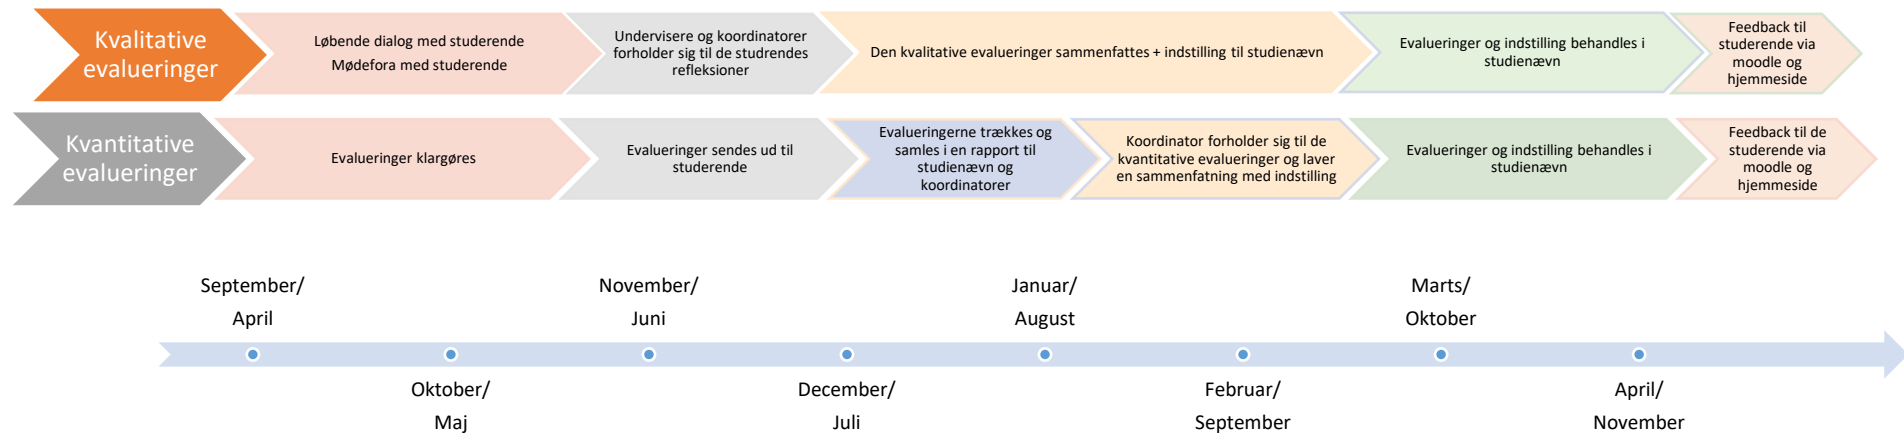 Kvalitative
evalueringer
Løbende dialog med studerende
Mødefora med studerende
Undervisere og koordinatorer
forholder sig til de studrendes
refleksioner
Den kvalitative evalueringer sammenfattes + indstilling til studienævn
Evalueringer og indstilling behandles i
studienævn
Feedback til
studerende via
moodle og
hjemmeside
Kvantitative
evalueringer
Evalueringer klargøres
Evalueringer sendes ud til
studerende
Evalueringerne trækkes og
samles i en rapport til
studienævn og
koordinatorer
Koordinator forholder sig til de
kvantitative evalueringer og laver
en sammenfatning med indstilling
Evalueringer og indstilling behandles i
studienævn
Feedback til de
studerende via
moodle og
hjemmeside
September/
April
Oktober/
Maj
November/
Juni
December/
Juli
Januar/
August
Februar/
September
Marts/
Oktober
April/
November